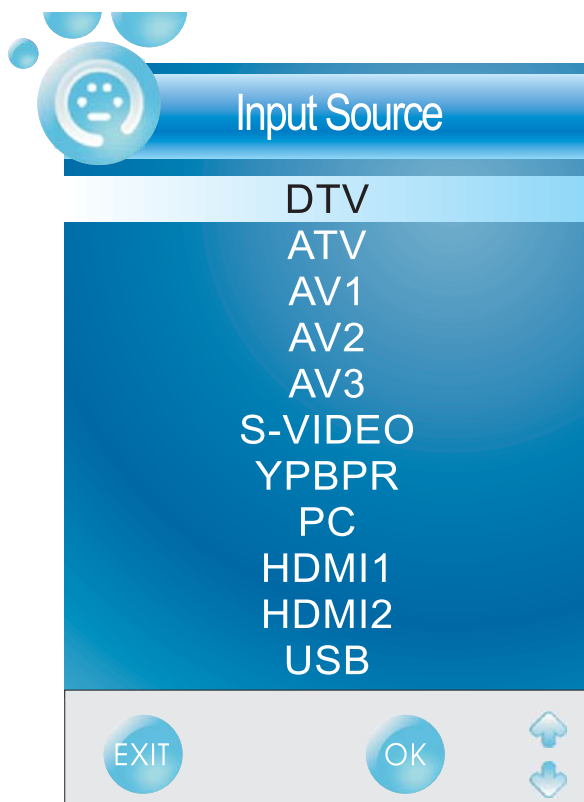 Input Source
DTV
ATV
AV1
AV2
AV3
S-VIDEO
YPBPR
PC
HDMI1
HDMI2
USB
EXIT
OK